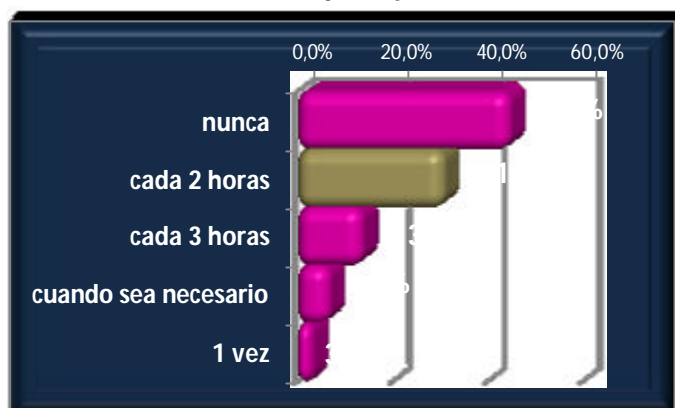 0,0% 20,0% 40,0% 60,0%
nunca
cada 2 horas
cada 3 horas
cuando sea necesario
1 vez